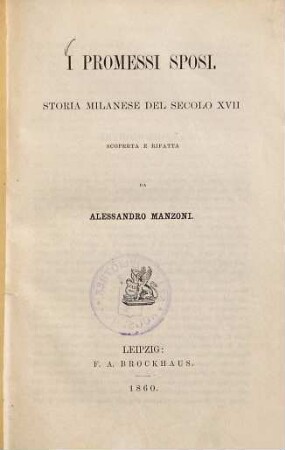 I PROMESSI SPOSI.
STORIA MILANESE DEL SECOLO XVII
SCOPERTA E RIFATTA
DA
ALESSANDRO MANZONI.
LEIPZIG:
F. A. BROCKHAUS.
1860.